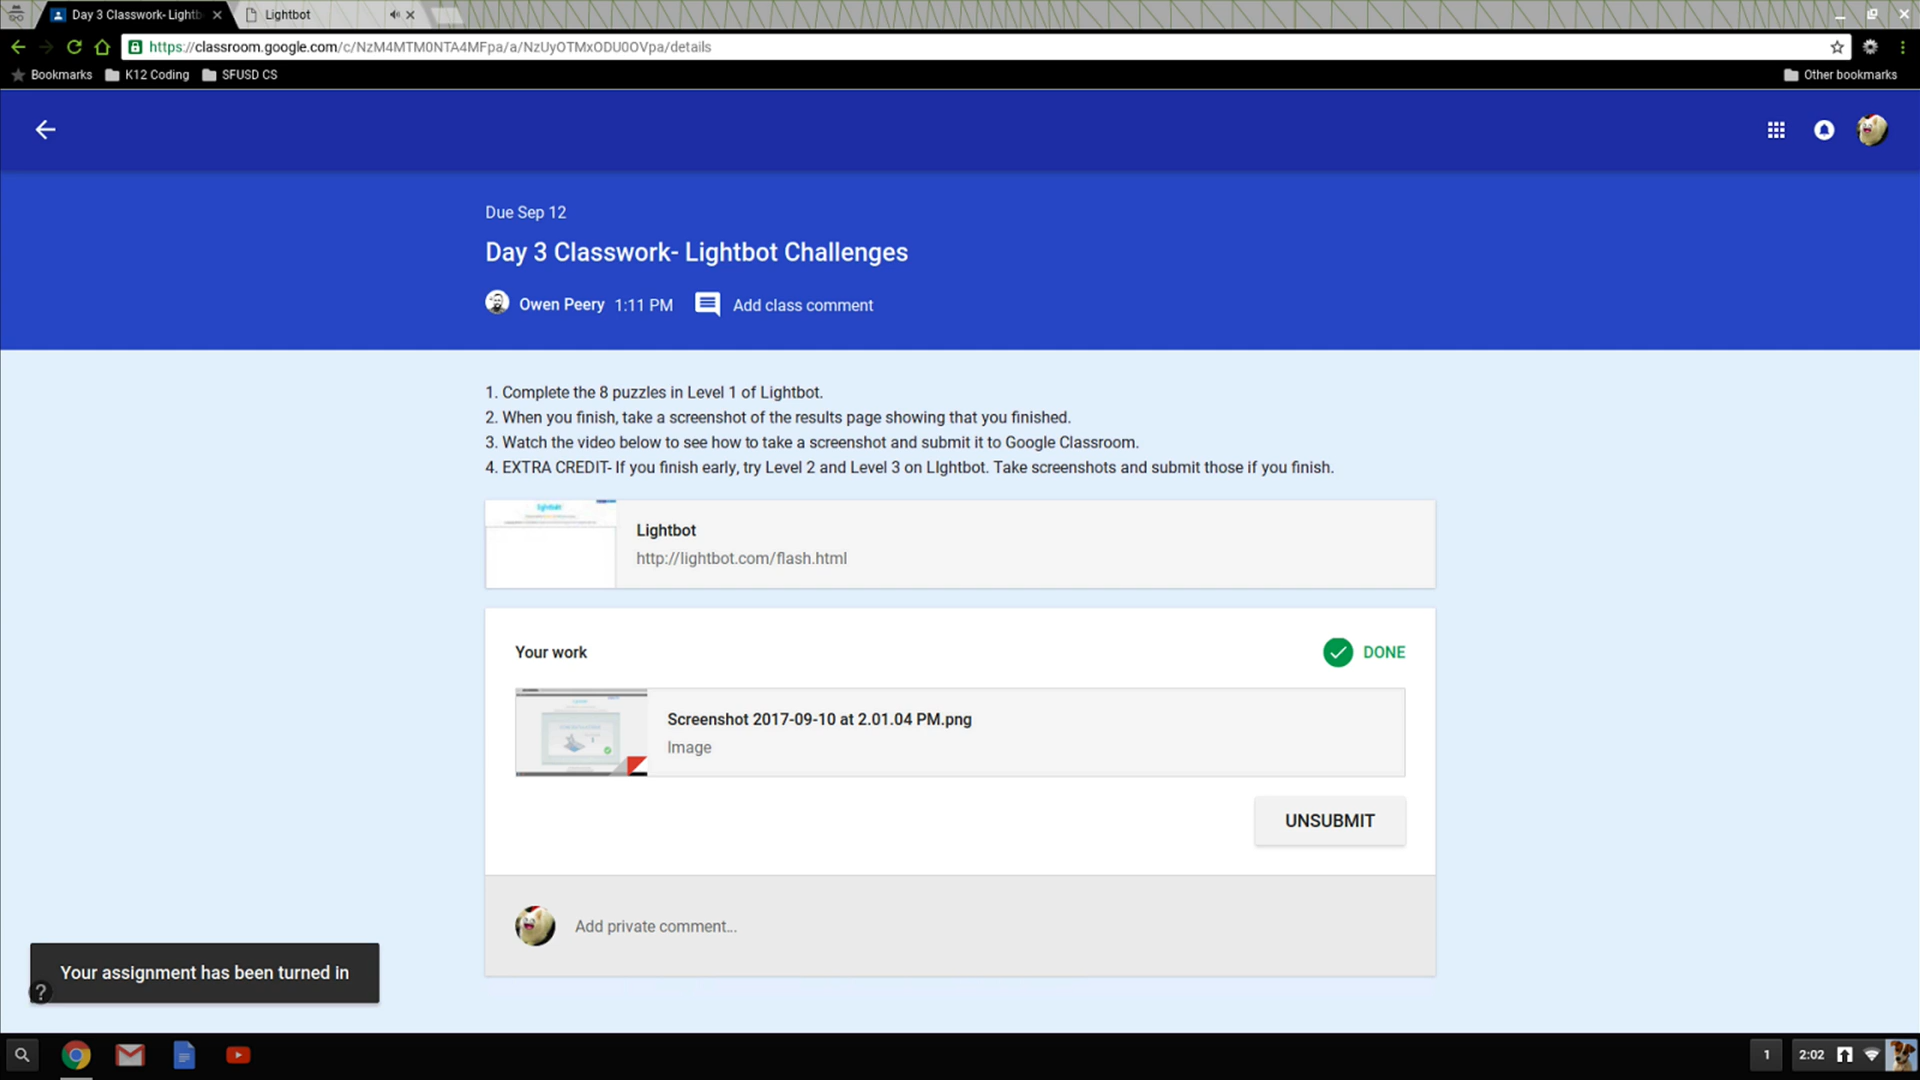 Day 3 Classwork- Lightb
Lightbot
https://classroom.google.com/c/NzM4MTM0NTA4MFpa/a/NzUyOTMxODU0OVpa/details
Bookmarks
K12 Coding
SFUSD CS
Other bookmarks
Due Sep 12
Day 3 Classwork- Lightbot Challenges
Owen Peery 1:11 PM
Add class comment
1. Complete the 8 puzzles in Level 1 of Lightbot.
2. When you finish, take a screenshot of the results page showing that you finished.
3. Watch the video below to see how to take a screenshot and submit it to Google Classroom.
4. EXTRA CREDIT- If you finish early, try Level 2 and Level 3 on LIghtbot. Take screenshots and submit those if you finish.
Lightbot
http://lightbot.com/flash.html
Your work
DONE
Screenshot 2017-09-10 at 2.01.04 PM.png
Image
UNSUBMIT
Add private comment...
Your assignment has been turned in
?
1
2:02